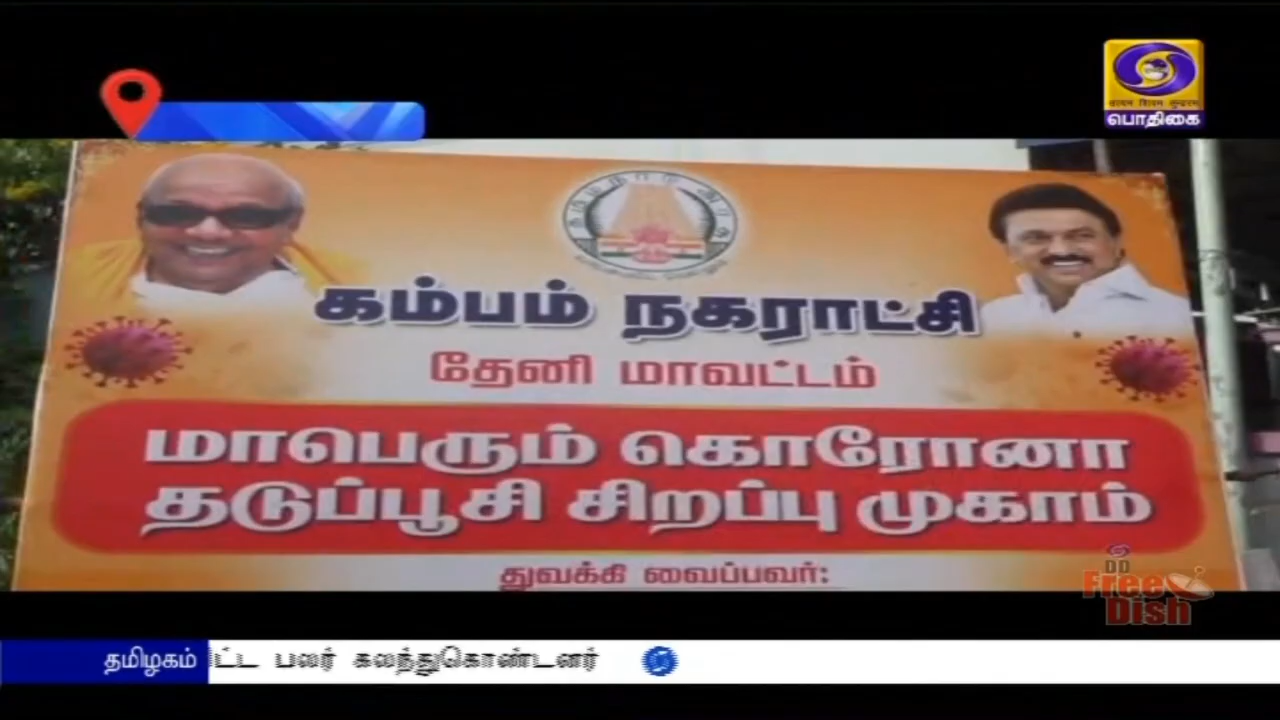 பொதிகை
கம்பம் நகராட்சி
தேனி மாவட்டம்
மாபெரும் கொரோனா
தடுப்பூசி சிறப்பு முகாம்
துவக்கி வைப்பவர்:
DD
Free
Dish
தமிழகம் ட்ட பலர் கலந்துகொண்டனர்